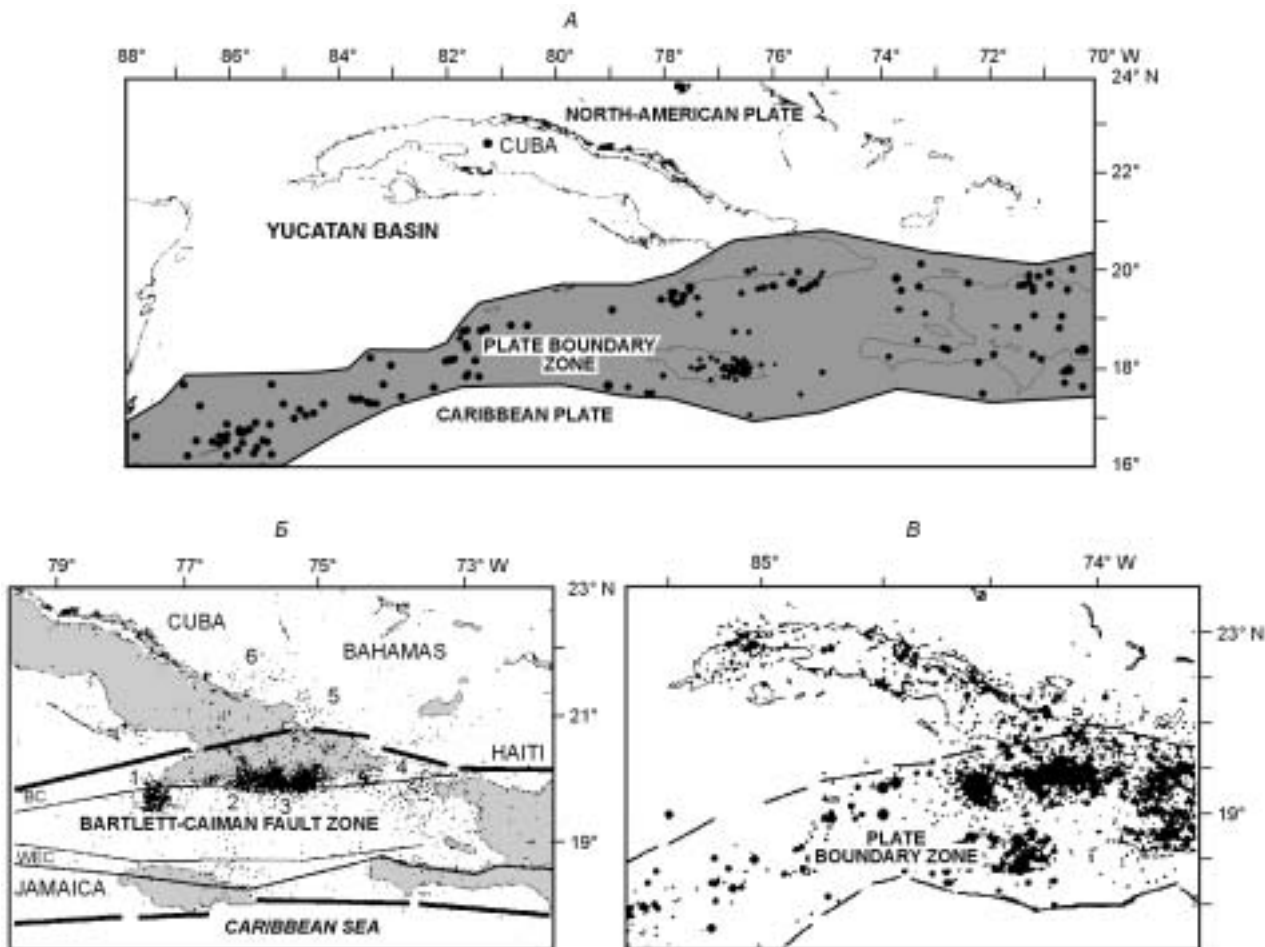 А
88° 86° 84° 82° 80° 78° 76° 74° 72° 70° W
24° N
NORTH-AMERICAN PLATE
CUBA
22°
YUCATAN BASIN
20°
PLATE BOUNDARY
ZONE
18°
CARIBBEAN PLATE
16°
Б
79° 77° 75° 73° W
23° N
CUBA
BAHAMAS
6
5
21°
HAITI
4
1
BC
2 3
BARTLETT-CAIMAN FAULT ZONE
19°
JAMAICA
CARIBBEAN SEA
В
85° 74° W
23° N
19°
PLATE
BOUNDARY ZONE